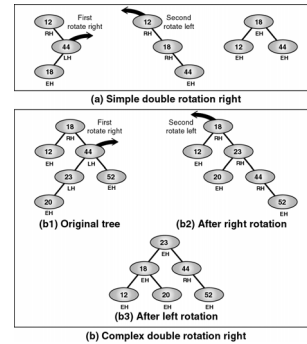 12 RH
First rotate right
44 LH
18 EH
Second rotate left
12 RH
18 RH
44 EH
18 EH
12 EH
44 EH
(a) Simple double rotation right
18 RH
First rotate right
12 EH
44 LH
23 LH
52 EH
20 EH
(b1) Original tree
Second rotate left
18 RH
12 EH
23 RH
20 EH
44 RH
52 EH
(b2) After right rotation
23 EH
18 EH
44 RH
12 EH
20 EH
52 EH
(b3) After left rotation
(b) Complex double rotation right